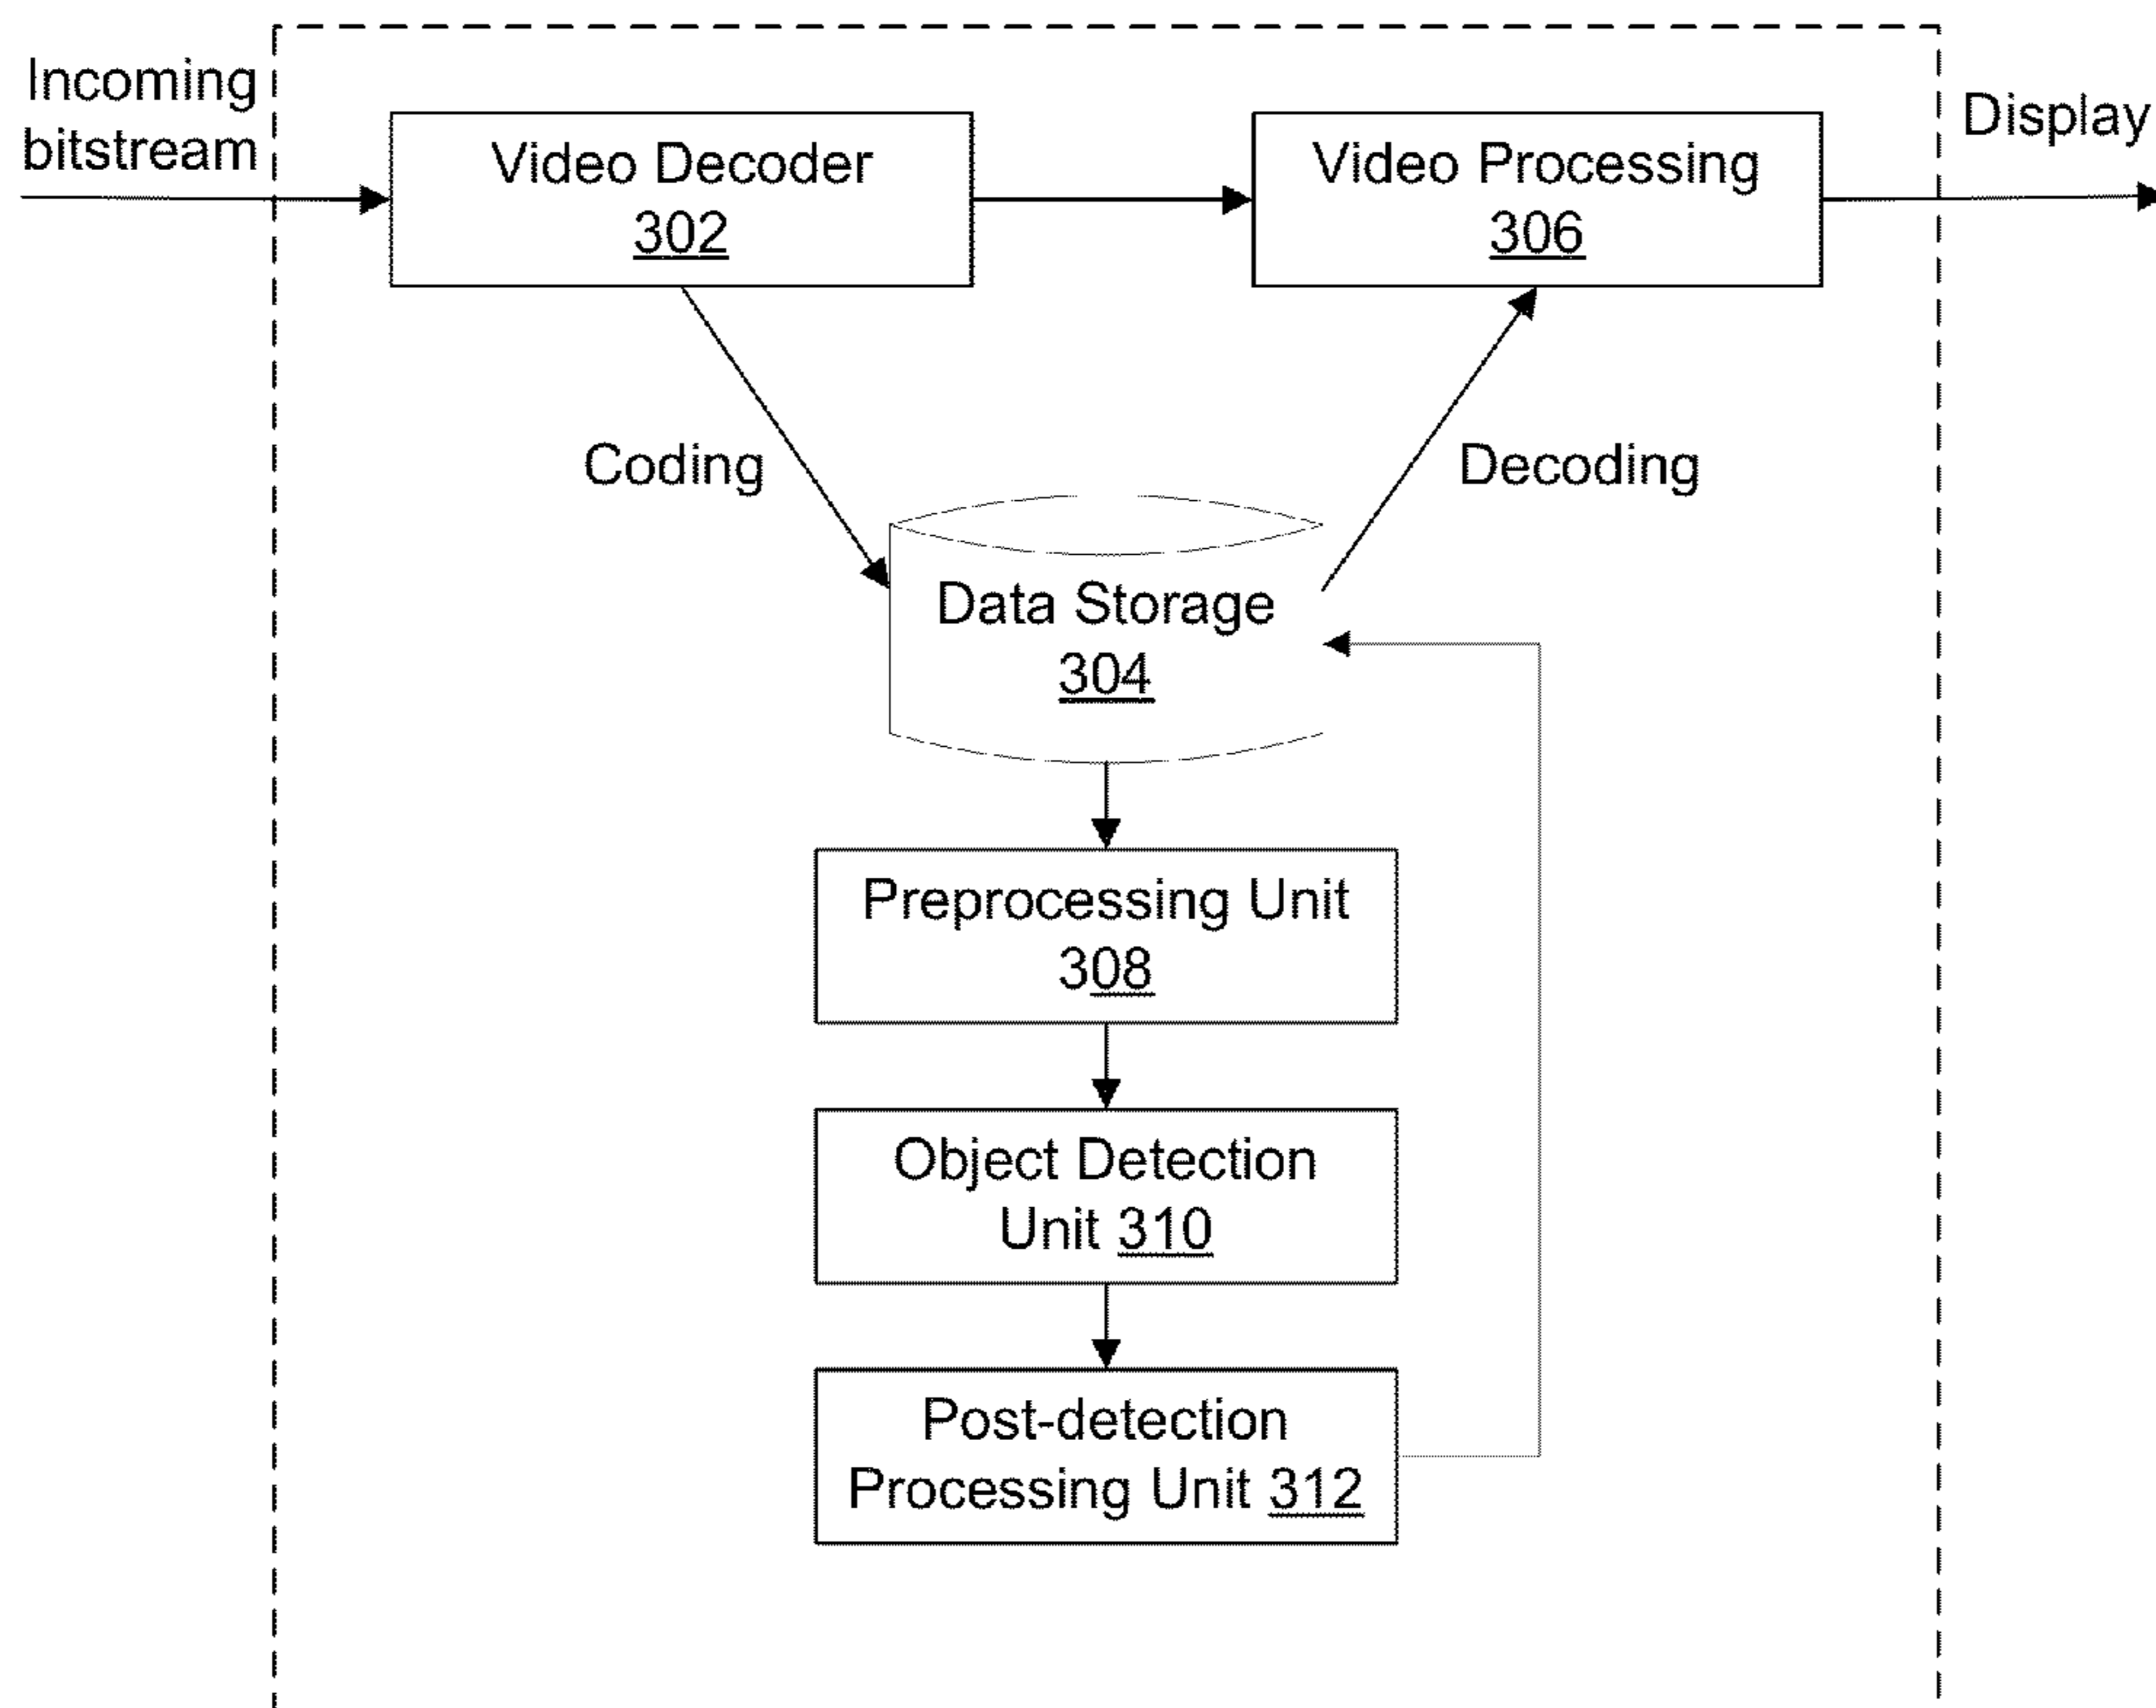 Incoming
bitstream
Video Decoder
302
Video Processing
306
Display
Coding
Decoding
Data Storage
304
Preprocessing Unit
308
Object Detection
Unit 310
Post-detection
Processing Unit 312